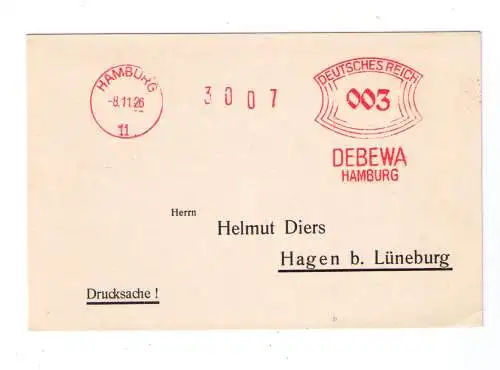 HAMBURG
-8.11.26
11
3007
DEUTSCHES REICH
003
DEBEWA
HAMBURG
Herrn
Helmut Diers
Hagen b. Lüneburg
Drucksache!